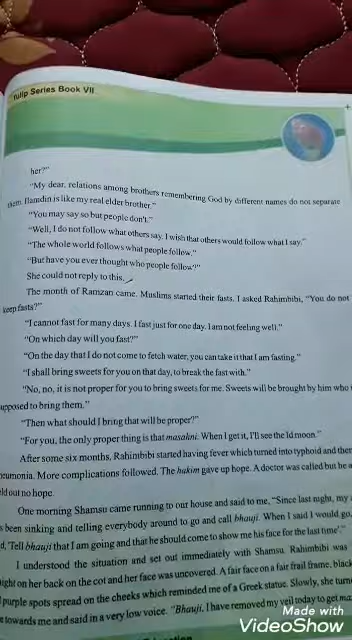 Tulip Series Book VII
her?"
"My dear, relations among brothers remembering God by different names do not separate
them. Hamdin is like my real elder brother."
"You may say so but people don't."
"Well, I do not follow what others say. I wish that others would follow what I say."
"The whole world follows what people follow."
"But have you ever thought who people follow?"
She could not reply to this.
The month of Ramzan came. Muslims started their fasts. I asked Rahimbibi, "You do not
keep fasts?"
"I cannot fast for many days. I fast just for one day. I am not feeling well."
"On which day will you fast?"
"On the day that I do not come to fetch water, you can take it that I am fasting."
"I shall bring sweets for you on that day, to break the fast with."
"No, no, it is not proper for you to bring sweets for me. Sweets will be brought by him who i
upposed to bring them."
"Then what should I bring that will be proper?"
"For you, the only proper thing is that masalni. When I get it, I'll see the Id moon."
After some six months, Rahimbibi started having fever which turned into typhoid and then
neumonia. More complications followed. The hakim gave up hope. A doctor was called but he a
ld out no hope.
One morning Shamsu came running to our house and said to me, "Since last night, my
s been sinking and telling everybody around to go and call bhauji. When I said I would go,
d, 'Tell bhauji that I am going and that he should come to show me his face for the last time'."
I understood the situation and set out immediately with Shamsu. Rahimbibi was
ight on her back on the cot and her face was uncovered. A fair face on a fair frail frame, black
purple spots spread on the cheeks which reminded me of a Greek status. Slowly, she turn
e towards me and said in a very low voice. "Bhauji, I have removed my veil today to get
Made with
VideoShow